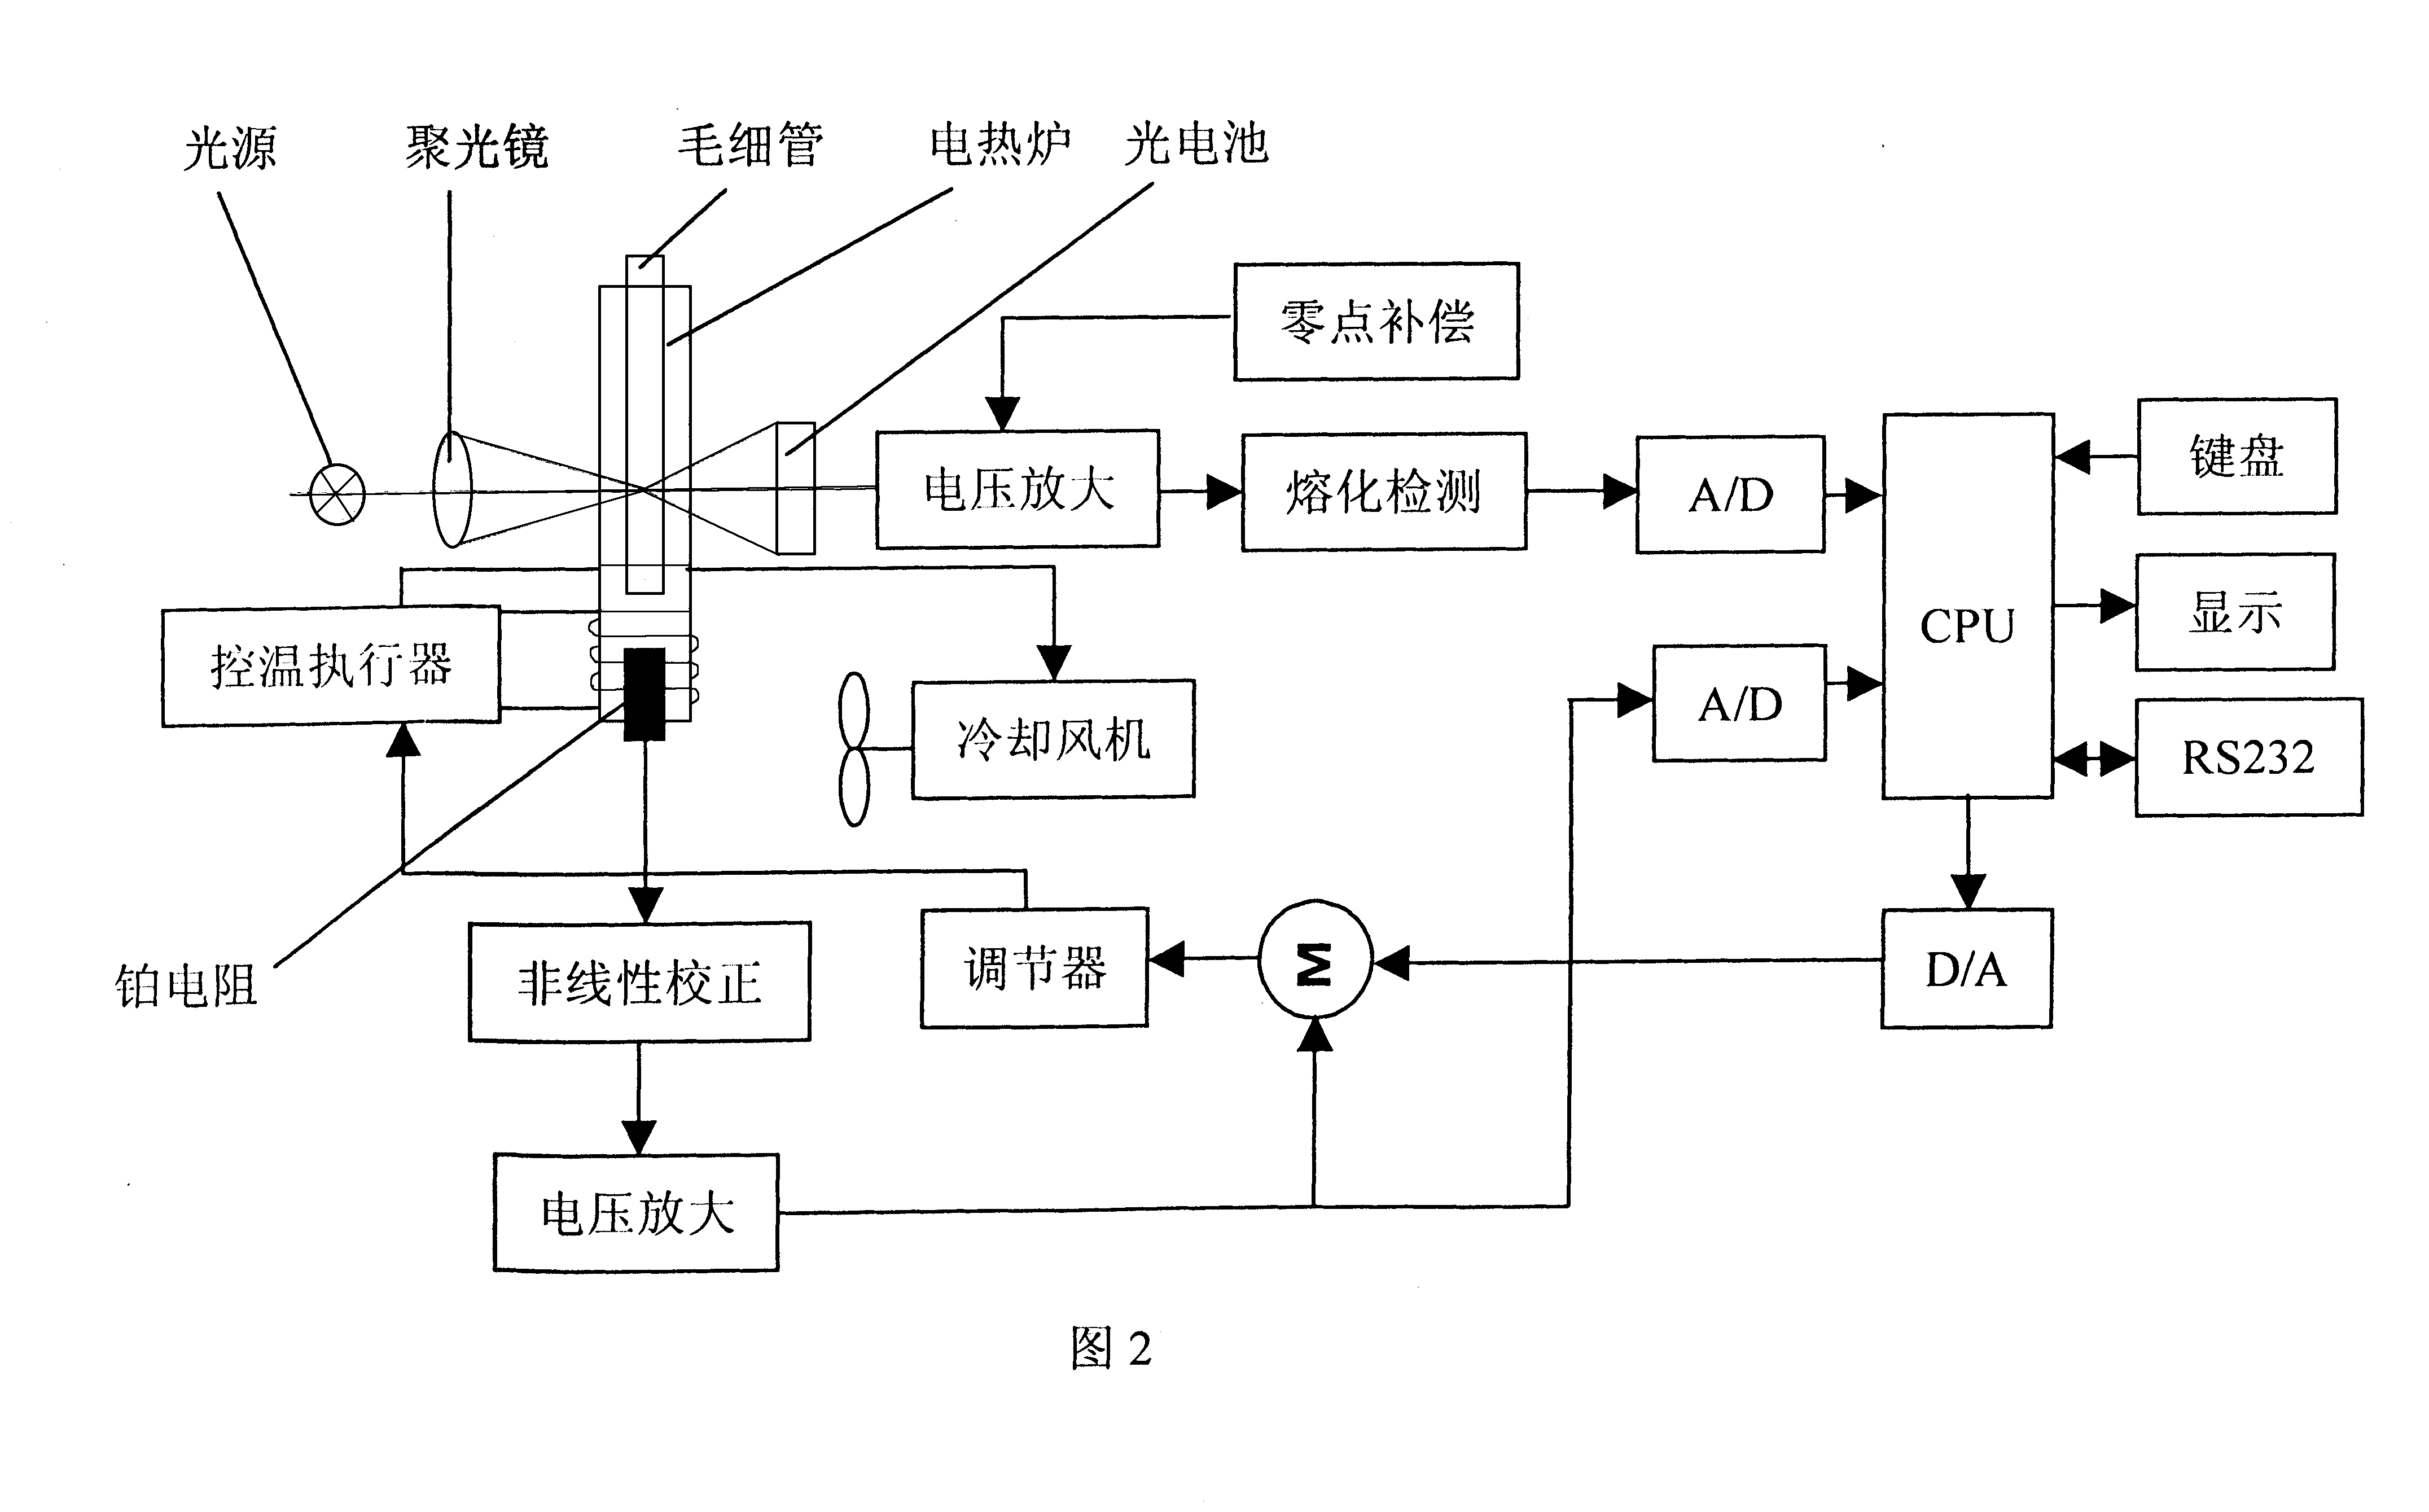 光源
聚光镜
毛细管
电热炉
光电池
零点补偿
电压放大
熔化检测
A/D
CPU
键盘
显示
RS232
控温执行器
冷却风机
A/D
铂电阻
非线性校正
调节器
Σ
D/A
电压放大
图 2